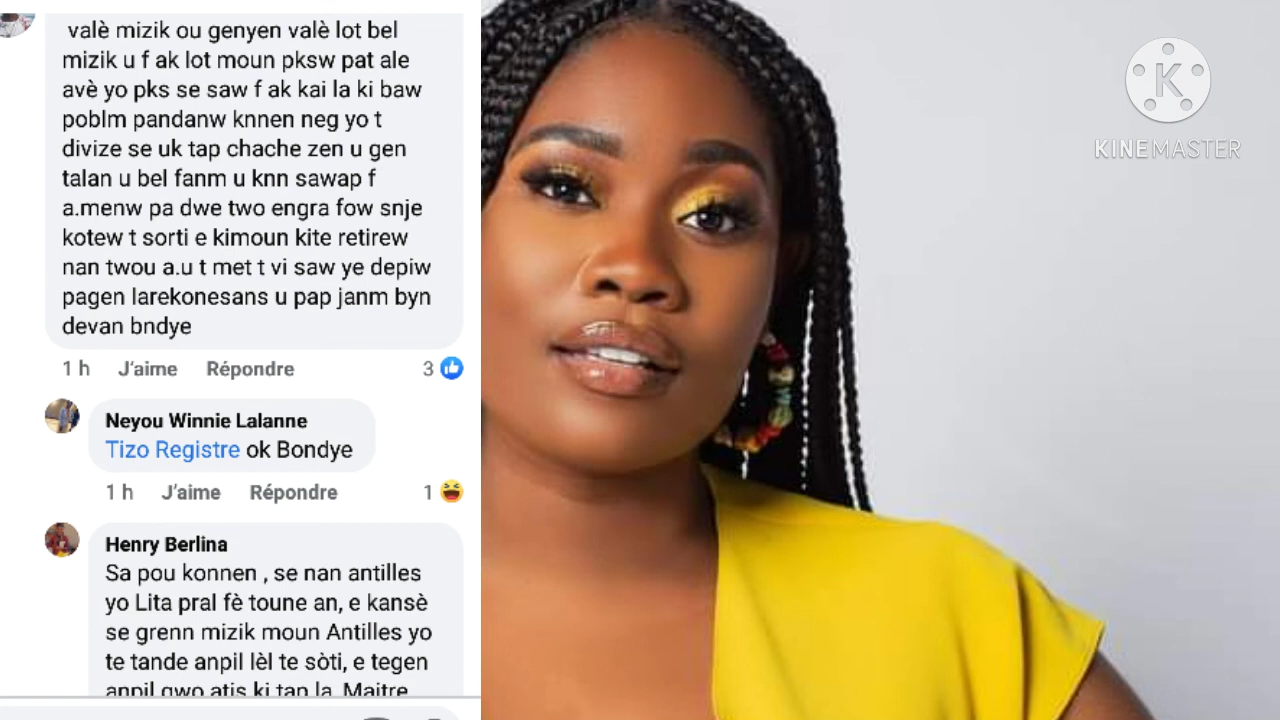 valè mizik ou genyen valè lot bel
mizik u f ak lot moun pksw pat ale
avè yo pks se saw f ak kai la ki baw
poblm pandanw knnen neg yo t
divize se uk tap chache zen u gen
talan u bel fanm u knn sawap f
a.menw pa dwe two engra fow snje
kotew t sorti e kimoun kite retirew
nan twou a.u t met t vi saw ye depiw
pagen larekonesans u pap janm byn
devan bndye
1 h J’aime Répondre 3
Neyou Winnie Lalanne
Tizo Registre ok Bondye
1 h J’aime Répondre 1
Henry Berlina
Sa pou konnen , se nan antilles
yo Lita pral fè toune an, e kansè
se grenn mizik moun Antilles yo
te tande anpil lèl te sòti, e tegen
anpil gwo atis ki tap la, Maitre
K
KINEMASTER